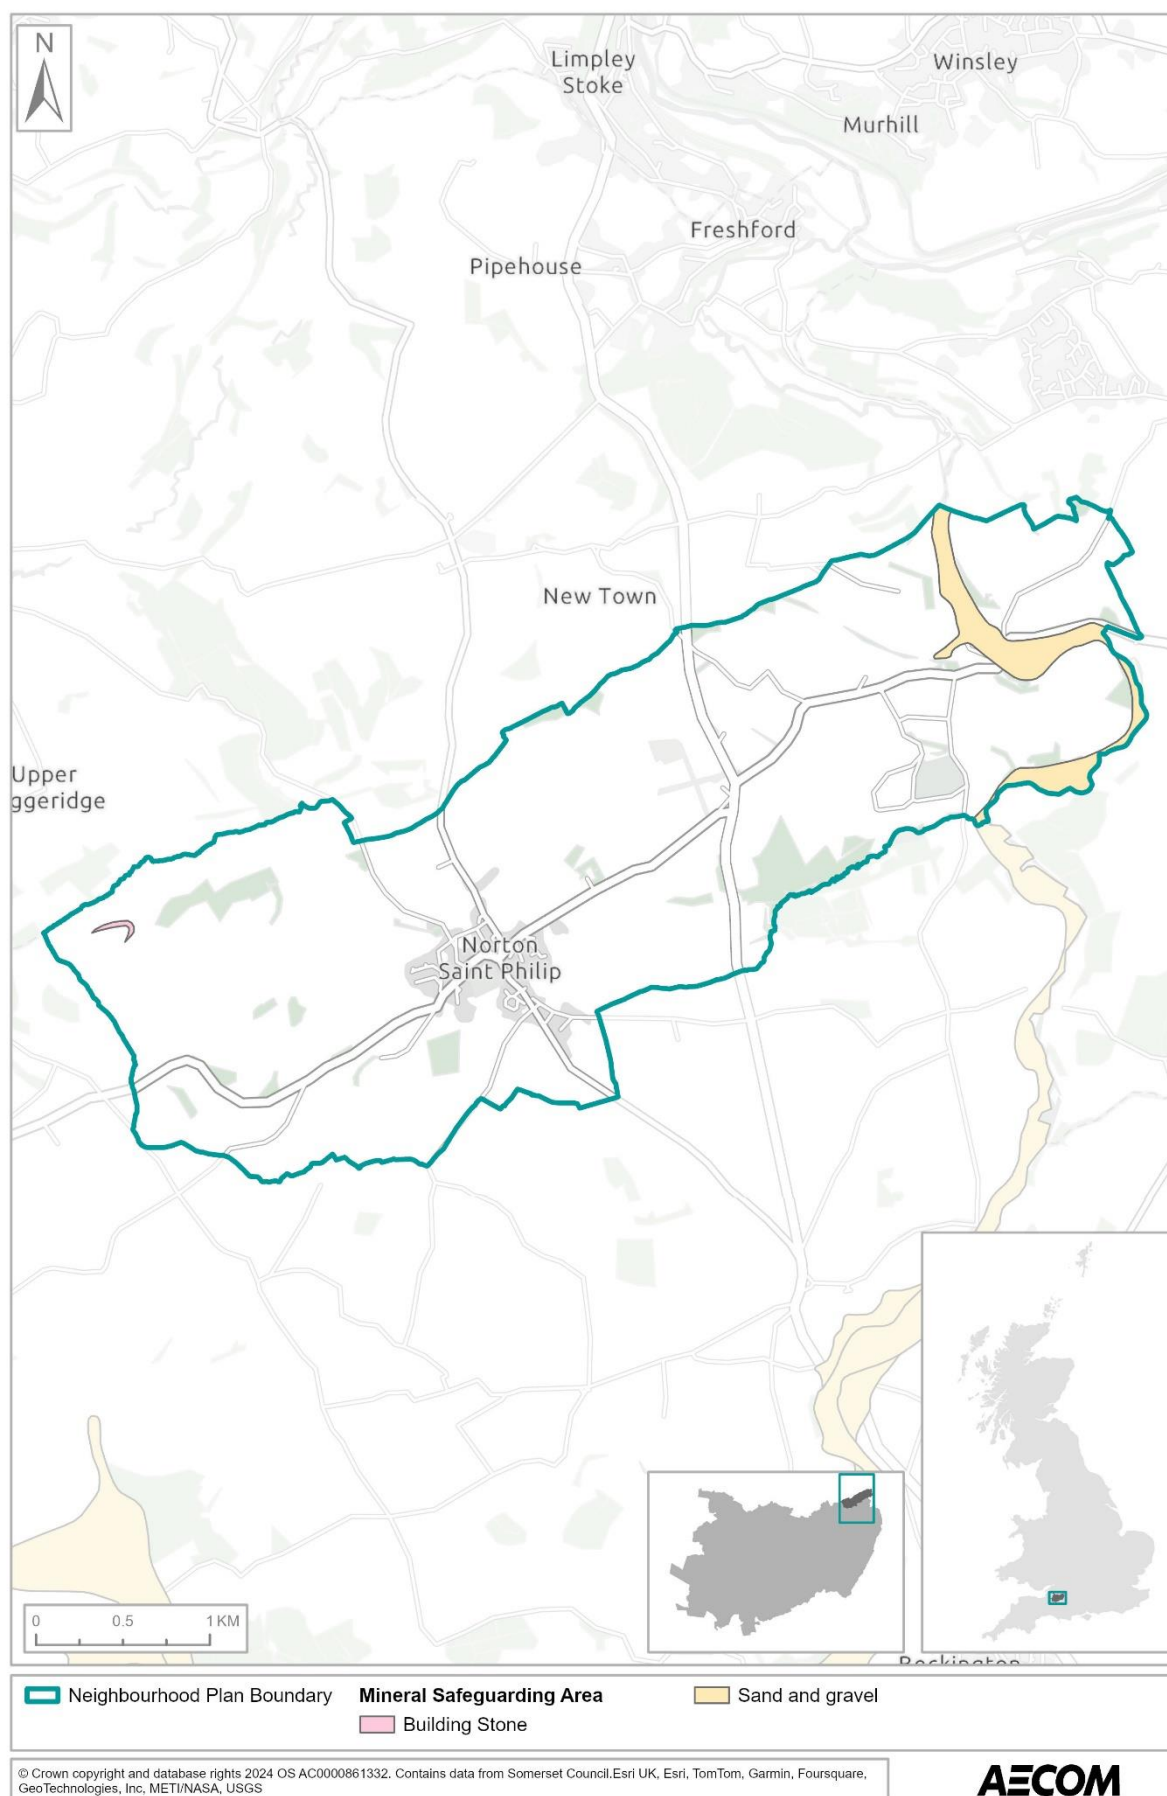 N
Limpley
Stoke
Winsley
Murhill
Freshford
Pipehouse
New Town
Upper
ggeridge
Norton
Saint Philip
0 0.5 1 KM
Neighbourhood Plan Boundary
Mineral Safeguarding Area
Building Stone
Sand and gravel
© Crown copyright and database rights 2024 OS AC0000861332. Contains data from Somerset Council.Esri UK, Esri, TomTom, Garmin, Foursquare,
GeoTechnologies, Inc, METI/NASA, USGS
AECOM